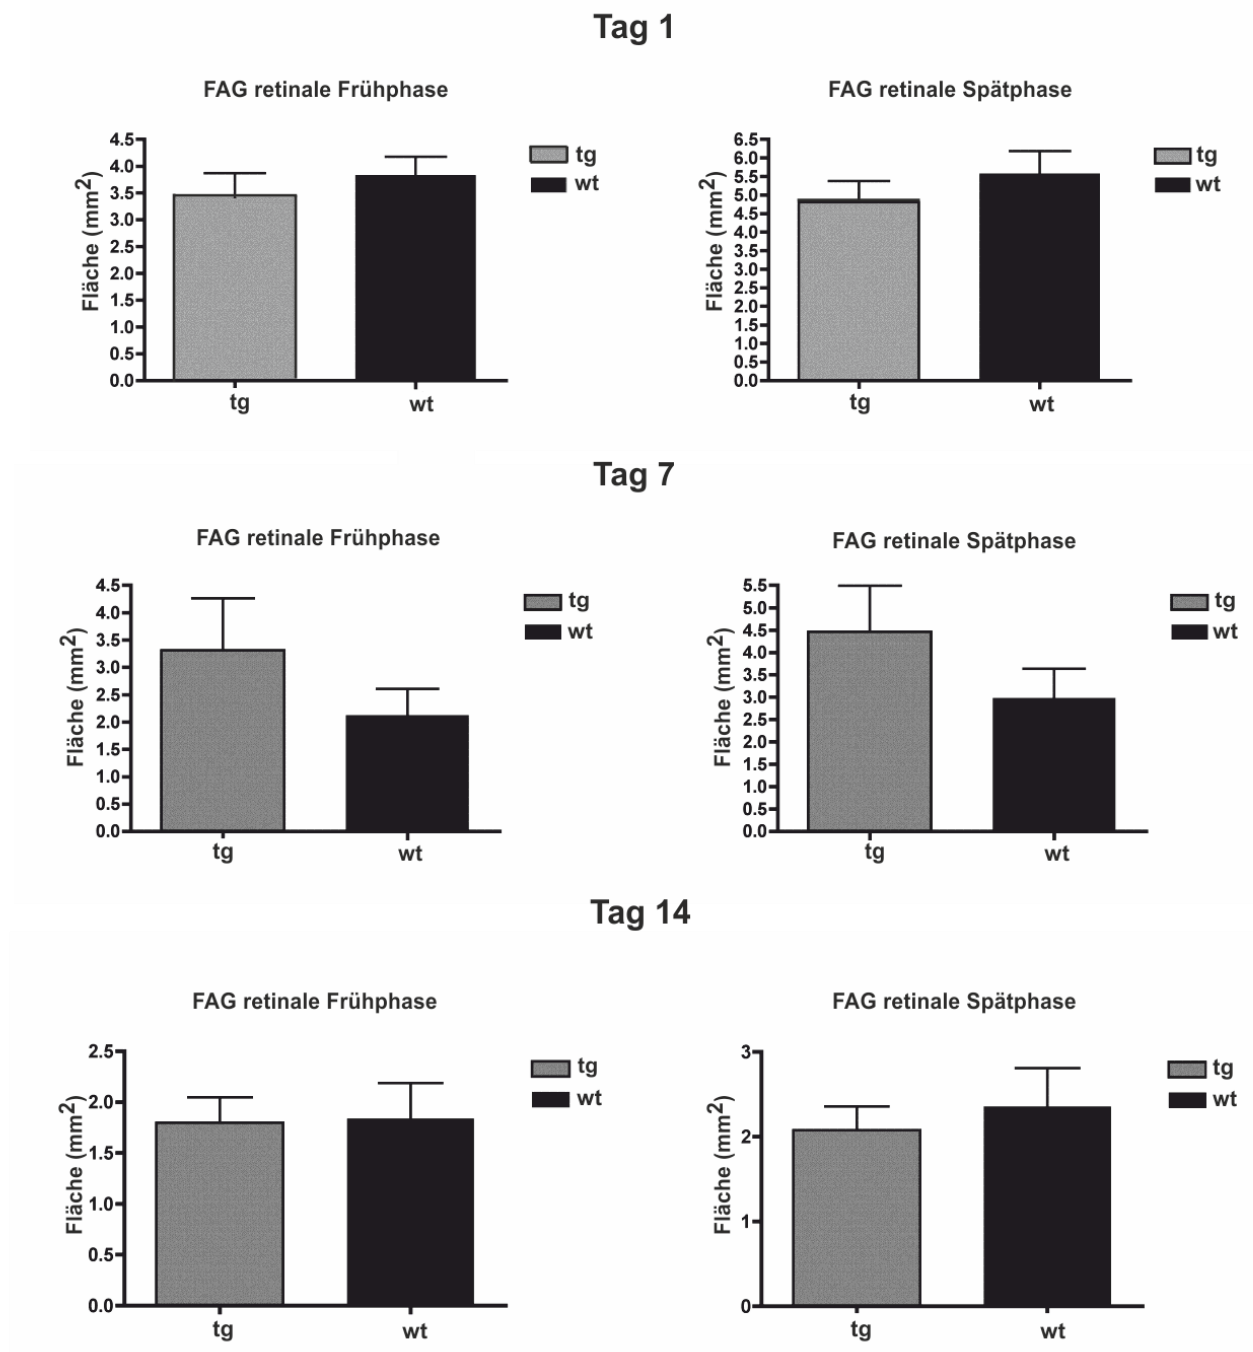 Tag 1
FAG retinale Frühphase
Fläche (mm²)
4.5
4.0
3.5
3.0
2.5
2.0
1.5
1.0
0.5
0.0
tg
wt
tg
wt
FAG retinale Spätphase
Fläche (mm²)
6.5
6.0
5.5
5.0
4.5
4.0
3.5
3.0
2.5
2.0
1.5
1.0
0.5
0.0
tg
wt
tg
wt
Tag 7
FAG retinale Frühphase
Fläche (mm²)
4.5
4.0
3.5
3.0
2.5
2.0
1.5
1.0
0.5
0.0
tg
wt
tg
wt
FAG retinale Spätphase
Fläche (mm²)
5.5
5.0
4.5
4.0
3.5
3.0
2.5
2.0
1.5
1.0
0.5
0.0
tg
wt
tg
wt
Tag 14
FAG retinale Frühphase
Fläche (mm²)
2.5
2.0
1.5
1.0
0.5
0.0
tg
wt
tg
wt
FAG retinale Spätphase
Fläche (mm²)
3
2
1
0
tg
wt
tg
wt